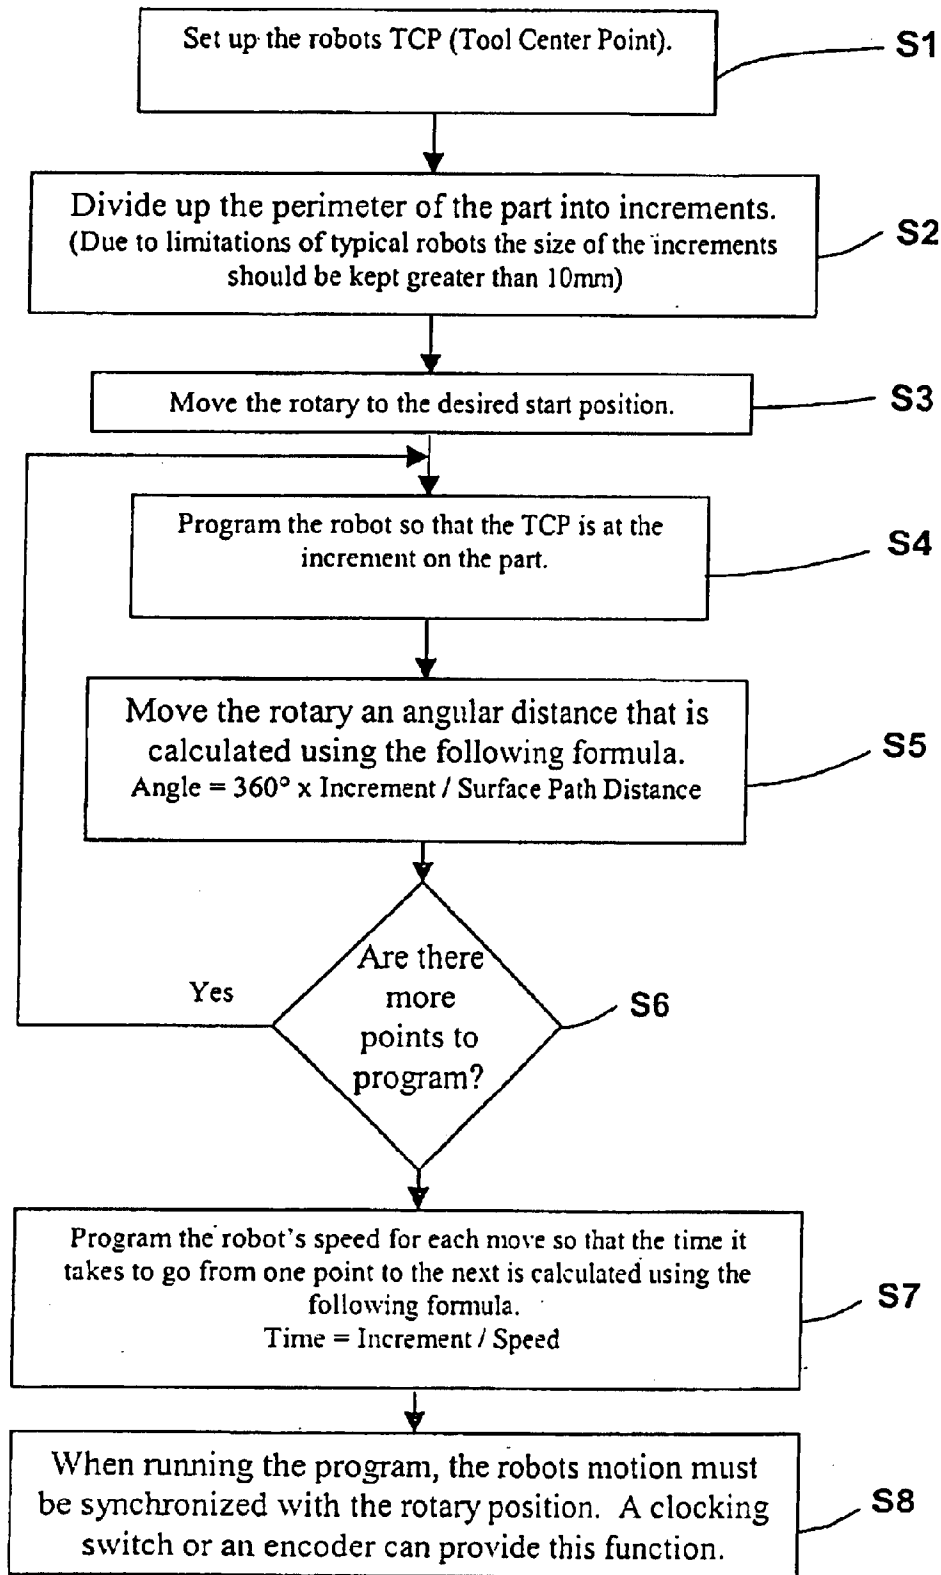 Set up the robots TCP (Tool Center Point).
S1
Divide up the perimeter of the part into increments.
(Due to limitations of typical robots the size of the increments
should be kept greater than 10mm)
S2
Move the rotary to the desired start position.
S3
Program the robot so that the TCP is at the
increment on the part.
S4
Move the rotary an angular distance that is
calculated using the following formula.
Angle = 360° x Increment / Surface Path Distance
S5
Are there
more
points to
program?
Yes
S6
Program the robot's speed for each move so that the time it
takes to go from one point to the next is calculated using the
following formula.
Time = Increment / Speed
S7
When running the program, the robots motion must
be synchronized with the rotary position. A clocking
switch or an encoder can provide this function.
S8